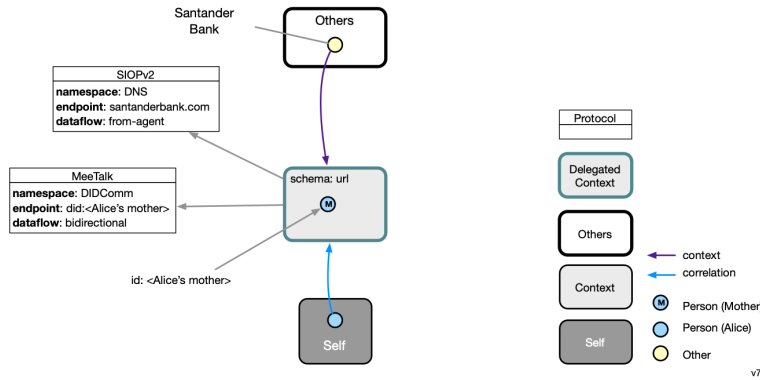 Santander
Bank
Others
SIOPv2
namespace: DNS
endpoint: santanderbank.com
dataflow: from-agent
MeeTalk
namespace: DIDComm
endpoint: did:<Alice's mother>
dataflow: bidirectional
schema: url
M
id: <Alice's mother>
Self
Protocol
Delegated
Context
Others
Context
Self
context
correlation
M
Person (Mother
Person (Alice)
Other
v7